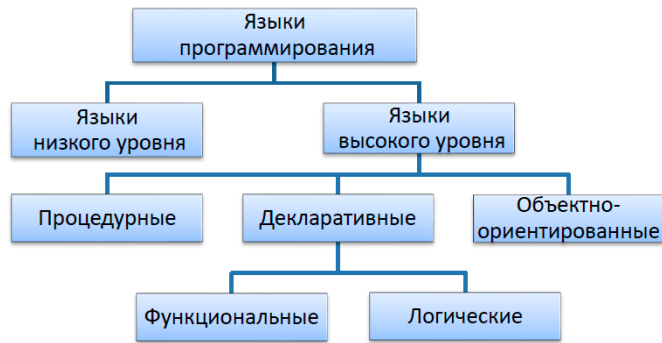 Языки
программирования
Языки
низкого уровня
Языки
высокого уровня
Процедурные
Декларативные
Объектно-
ориентированные
Функциональные
Логические